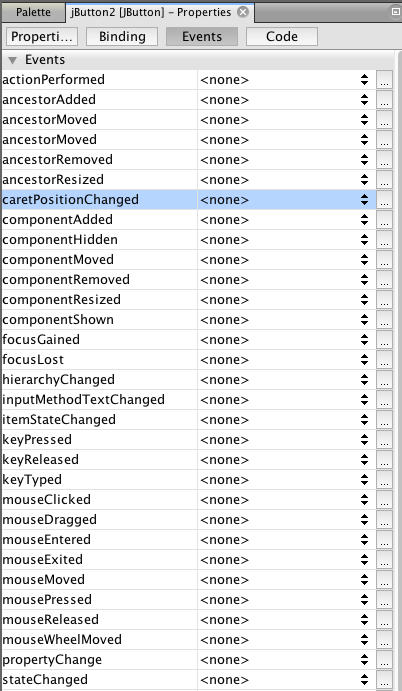 Palette jButton2 [JButton] - Properties
Properti... Binding Events Code
Events
actionPerformed <none> ...
ancestorAdded <none> ...
ancestorMoved <none> ...
ancestorMoved <none> ...
ancestorRemoved <none> ...
ancestorResized <none> ...
caretPositionChanged <none> ...
componentAdded <none> ...
componentHidden <none> ...
componentMoved <none> ...
componentRemoved <none> ...
componentResized <none> ...
componentShown <none> ...
focusGained <none> ...
focusLost <none> ...
hierarchyChanged <none> ...
inputMethodTextChanged <none> ...
itemStateChanged <none> ...
keyPressed <none> ...
keyReleased <none> ...
keyTyped <none> ...
mouseClicked <none> ...
mouseDragged <none> ...
mouseEntered <none> ...
mouseExited <none> ...
mouseMoved <none> ...
mousePressed <none> ...
mouseReleased <none> ...
mouseWheelMoved <none> ...
propertyChange <none> ...
stateChanged <none> ...